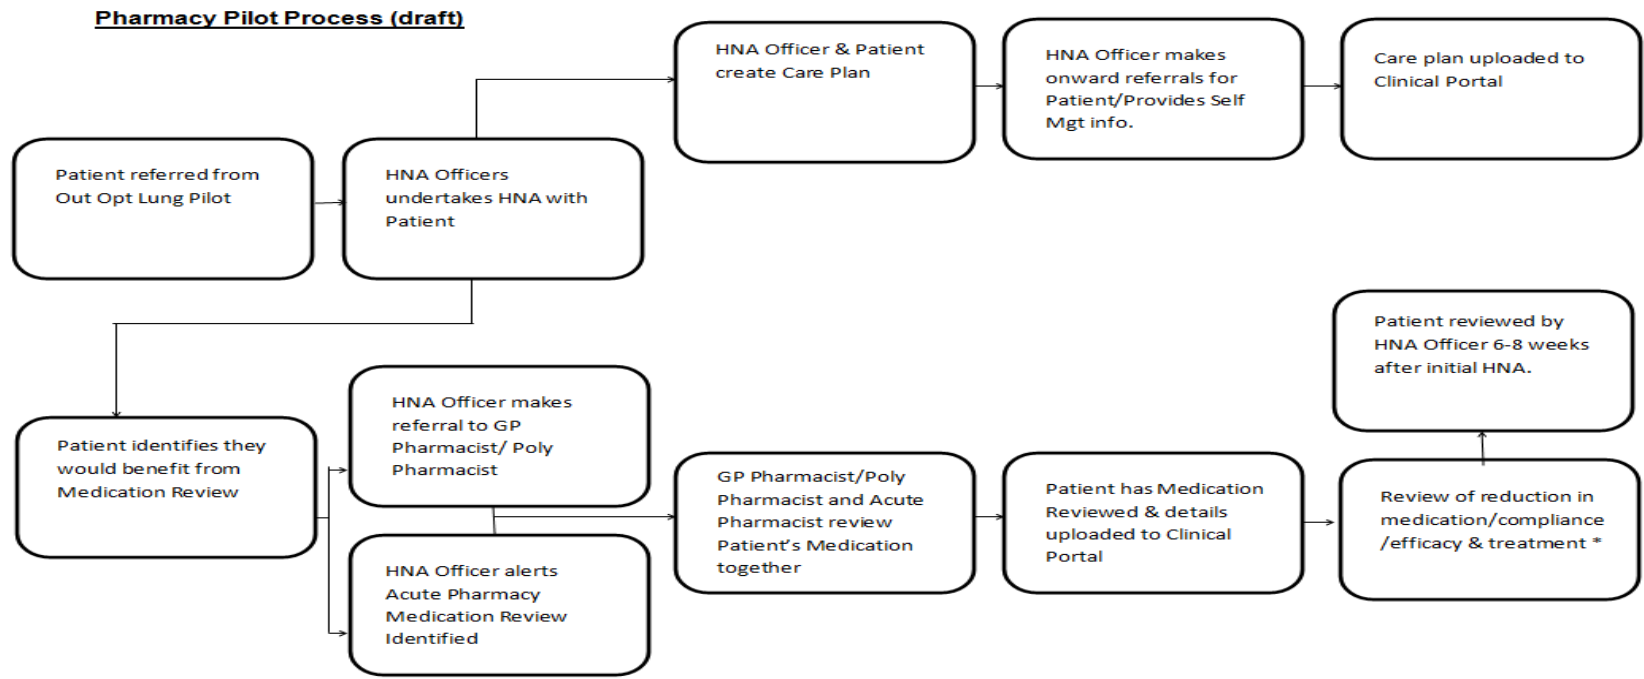 Pharmacy Pilot Process (draft)
HNA Officer & Patient
create Care Plan
HNA Officer makes
onward referrals for
Patient/Provides Self
Mgt info.
Care plan uploaded to
Clinical Portal
Patient referred from
Out Opt Lung Pilot
HNA Officers
undertakes HNA with
Patient
Patient reviewed by
HNA Officer 6-8 weeks
after initial HNA.
Patient identifies they
would benefit from
Medication Review
HNA Officer makes
referral to GP
Pharmacist/ Poly
Pharmacist
HNA Officer alerts
Acute Pharmacy
Medication Review
Identified
GP Pharmacist/Poly
Pharmacist and Acute
Pharmacist review
Patient’s Medication
together
Patient has Medication
Reviewed & details
uploaded to Clinical
Portal
Review of reduction in
medication/compliance
/efficacy & treatment *